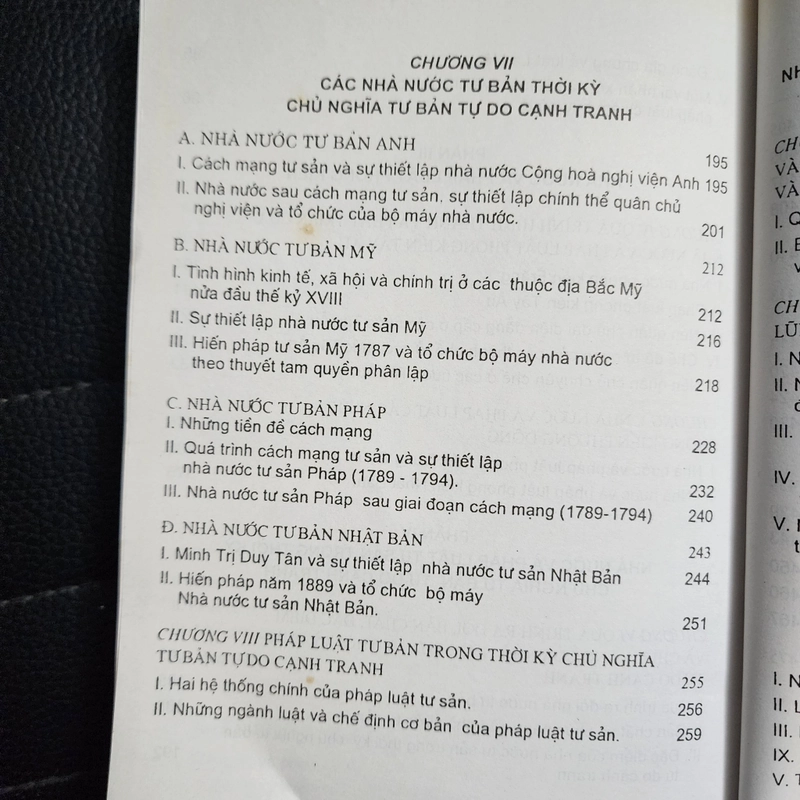 CHƯƠNG VII
CÁC NHÀ NƯỚC TƯ BẢN THỜI KỲ
CHỦ NGHĨA TƯ BẢN TỰ DO CẠNH TRANH
A. NHÀ NƯỚC TƯ BẢN ANH 195
I. Cách mạng tư sản và sự thiết lập nhà nước Cộng hoà nghị viện Anh 195
II. Nhà nước sau cách mạng tư sản, sự thiết lập chính thể quân chủ
nghị viện và tổ chức của bộ máy nhà nước. 201
B. NHÀ NƯỚC TƯ BẢN MỸ 212
I. Tình hình kinh tế, xã hội và chính trị ở các thuộc địa Bắc Mỹ
nửa đầu thế kỷ XVIII 212
II. Sự thiết lập nhà nước tư sản Mỹ 216
III. Hiến pháp tư sản Mỹ 1787 và tổ chức bộ máy nhà nước
theo thuyết tam quyền phân lập 218
C. NHÀ NƯỚC TƯ BẢN PHÁP
I. Những tiền đề cách mạng 228
II. Quá trình cách mạng tư sản và sự thiết lập
nhà nước tư sản Pháp (1789 - 1794). 232
III. Nhà nước tư sản Pháp sau giai đoạn cách mạng (1789-1794) 240
Đ. NHÀ NƯỚC TƯ BẢN NHẬT BẢN 243
I. Minh Trị Duy Tân và sự thiết lập nhà nước tư sản Nhật Bản 244
II. Hiến pháp năm 1889 và tổ chức bộ máy
Nhà nước tư sản Nhật Bản. 251
CHƯƠNG VIII PHÁP LUẬT TƯ BẢN TRONG THỜI KỲ CHỦ NGHĨA
TƯ BẢN TỰ DO CẠNH TRANH 255
I. Hai hệ thống chính của pháp luật tư sản. 256
II. Những ngành luật và chế định cơ bản của pháp luật tư sản. 259
VÀ
VÀ
I.
II.
III.
IV.
V.
I.
II.
III.
IX.
V.